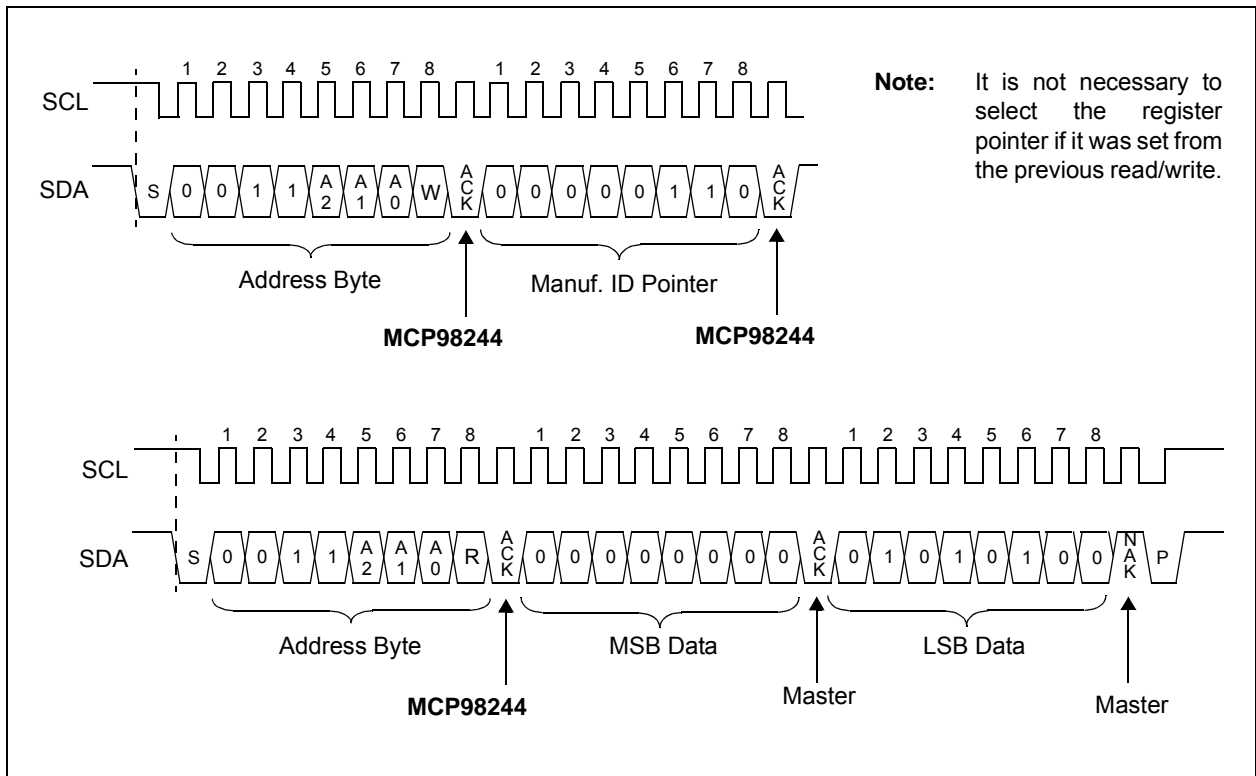 1 2 3 4 5 6 7 8 1 2 3 4 5 6 7 8
SCL
SDA
S 0 0 1 1 A2 A1 A0 W ACK 0 0 0 0 0 1 1 0 ACK
Address Byte Manuf. ID Pointer
MCP98244 MCP98244
Note: It is not necessary to
select the register
pointer if it was set from
the previous read/write.
1 2 3 4 5 6 7 8 1 2 3 4 5 6 7 8 1 2 3 4 5 6 7 8
SCL
SDA
S 0 0 1 1 A2 A1 A0 R ACK 0 0 0 0 0 0 0 0 ACK 0 1 0 1 0 1 0 0 NAK P
Address Byte MSB Data LSB Data
MCP98244 Master Master